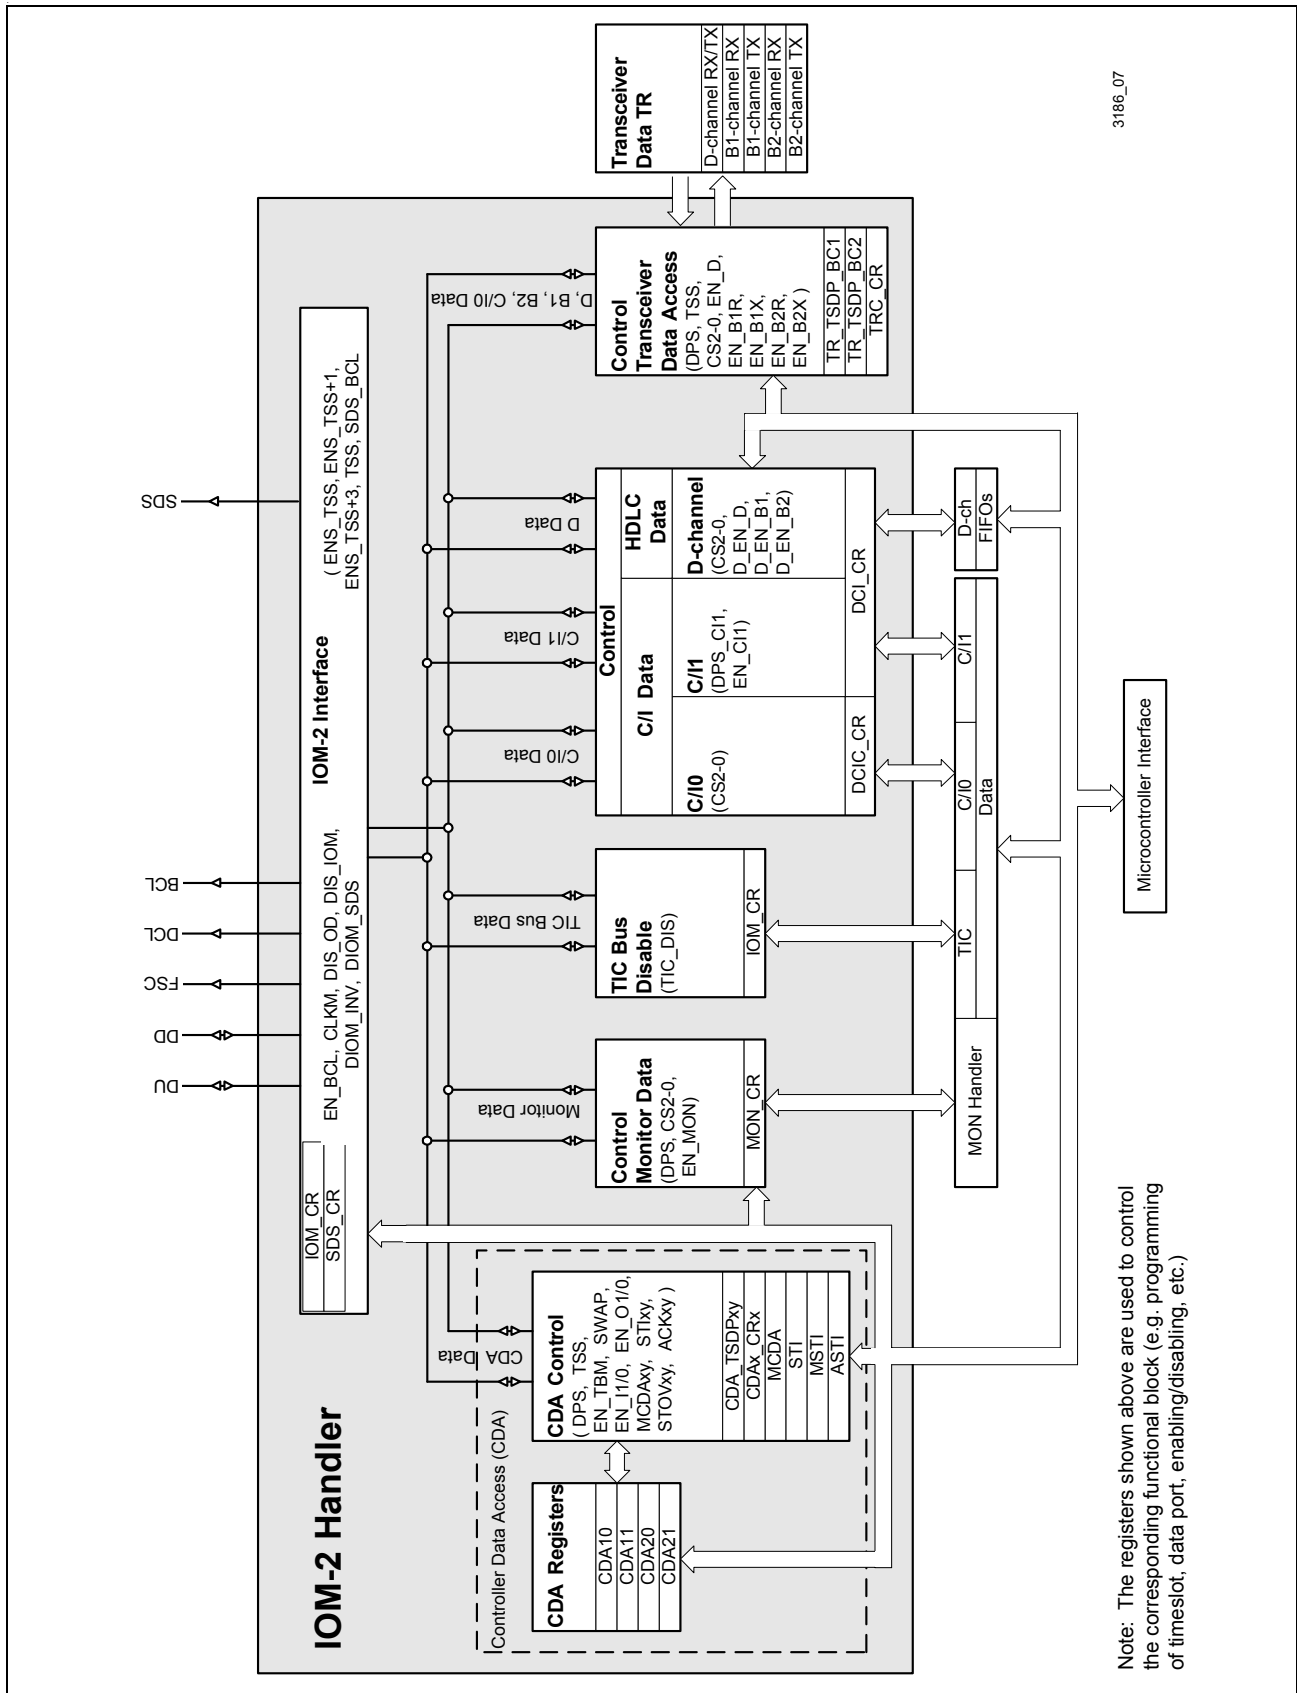 IOM-2 Handler
DU
DD
FSC
DCL
BCL
SDS
IOM_CR
SDS_CR
IOM-2 Interface
EN_BCL, CLKM, DIS_OD, DIS_IOM,
DIOM_INV, DIOM_SDS
( ENS_TSS, ENS_TSS+1,
ENS_TSS+3, TSS, SDS_BCL
Controller Data Access (CDA)
CDA Data
Monitor Data
TIC Bus Data
C/I0 Data
C/I1 Data
D Data
D, B1, B2, C/I0 Data
CDA Registers
CDA10
CDA11
CDA20
CDA21
CDA Control
( DPS, TSS,
EN_TBM, SWAP,
EN_I1/0, EN_O1/0,
MCDAxy, STIxy,
STOVxy, ACKxy )
CDA_TSDPxy
CDAx_CRx
MCDA
STI
MSTI
ASTI
Control
Monitor Data
(DPS, CS2-0,
EN_MON)
MON_CR
TIC Bus
Disable
(TIC_DIS)
IOM_CR
Control
C/I Data
HDLC
Data
C/I0
(CS2-0)
C/I1
(DPS_CI1,
EN_CI1)
D-channel
(CS2-0,
D_EN_D,
D_EN_B1,
D_EN_B2)
DCIC_CR
DCI_CR
Control
Transceiver
Data Access
(DPS, TSS,
CS2-0, EN_D,
EN_B1R,
EN_B1X,
EN_B2R,
EN_B2X )
TR_TSDP_BC1
TR_TSDP_BC2
TRC_CR
Transceiver
Data TR
D-channel RX/TX
B1-channel RX
B1-channel TX
B2-channel RX
B2-channel TX
MON Handler
TIC
C/I0
C/I1
Data
D-ch
FIFOs
Microcontroller Interface
Note: The registers shown above are used to control
the corresponding functional block (e.g. programming
of timeslot, data port, enabling/disabling, etc.)
3186_07